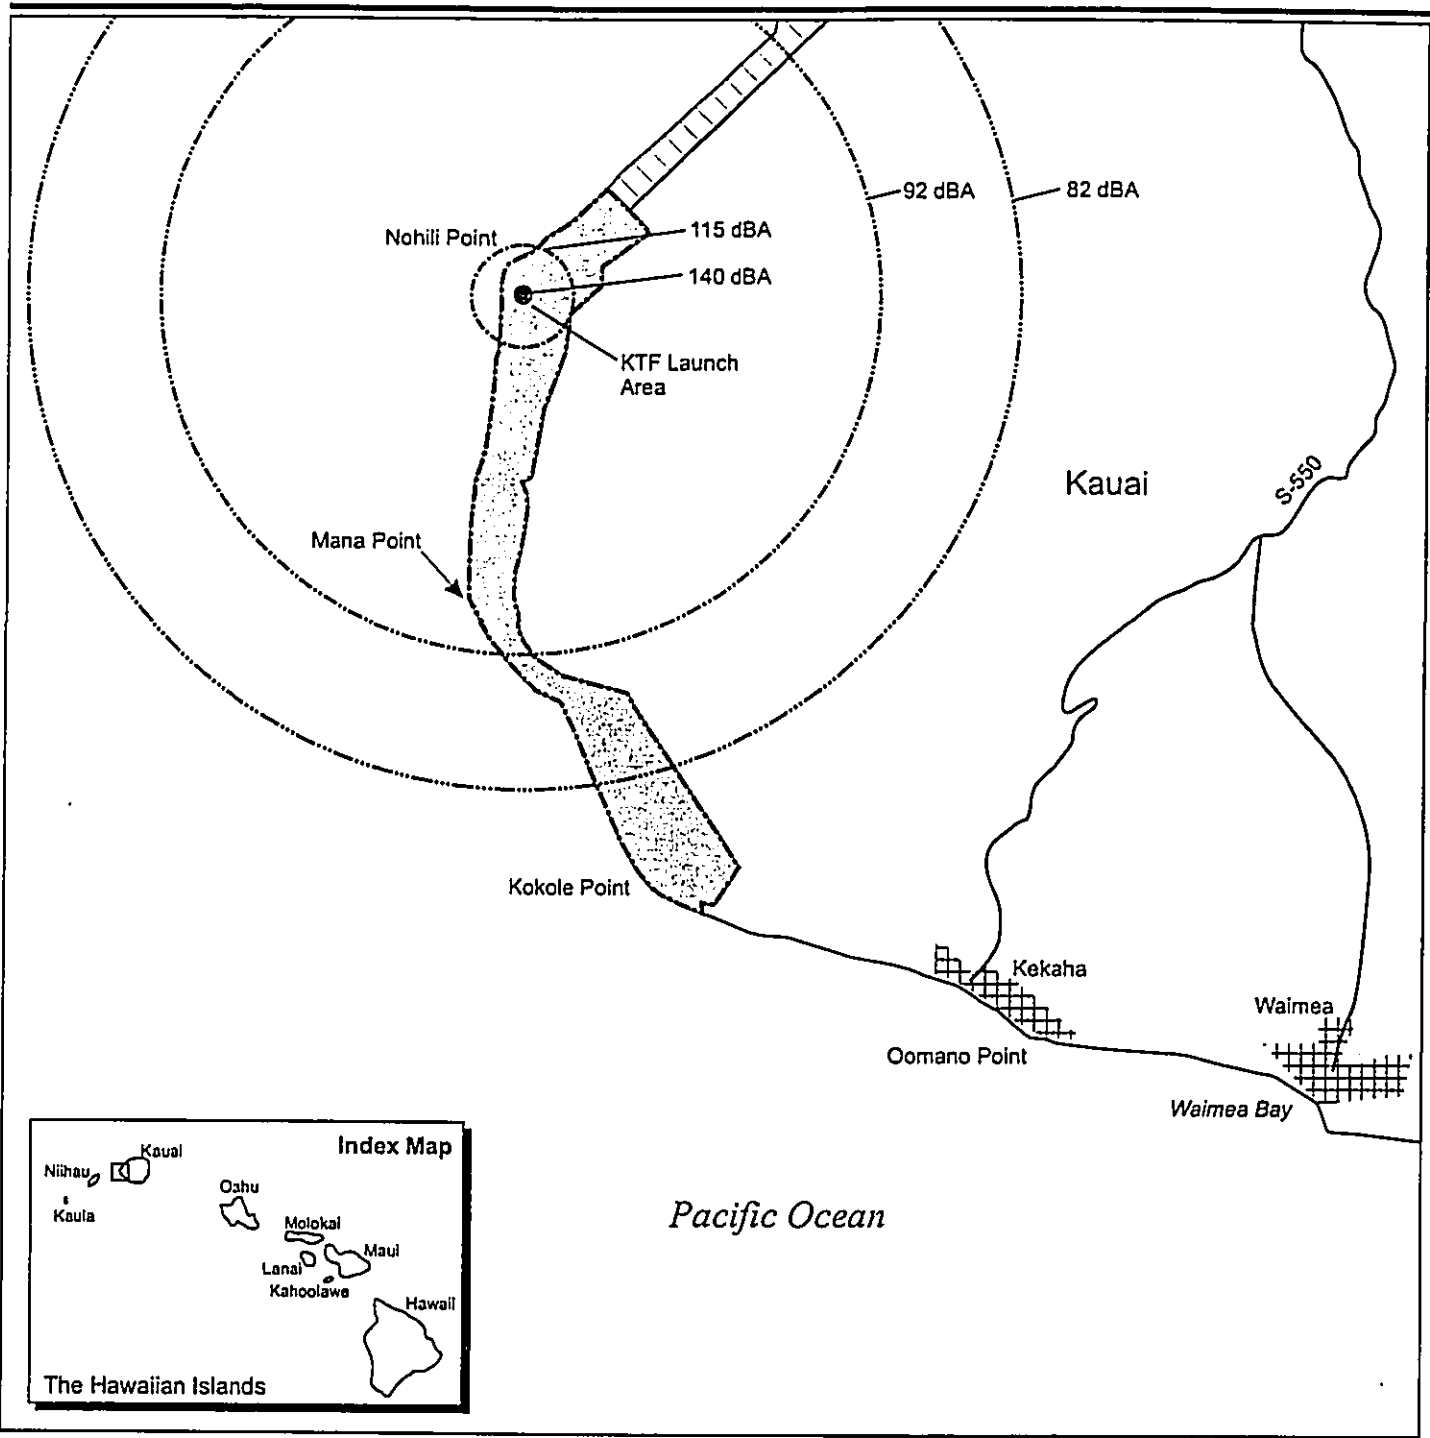 92 dBA
82 dBA
Nohili Point
115 dBA
140 dBA
KTF Launch
Area
Kauai
S-550
Mana Point
Kokole Point
Kekaha
Waimea
Oomano Point
Waimea Bay
Pacific Ocean
Index Map
Kauai
Niihau
Kaula
Oahu
Molokai
Maui
Lanai
Kahoolawe
Hawaii
The Hawaiian Islands